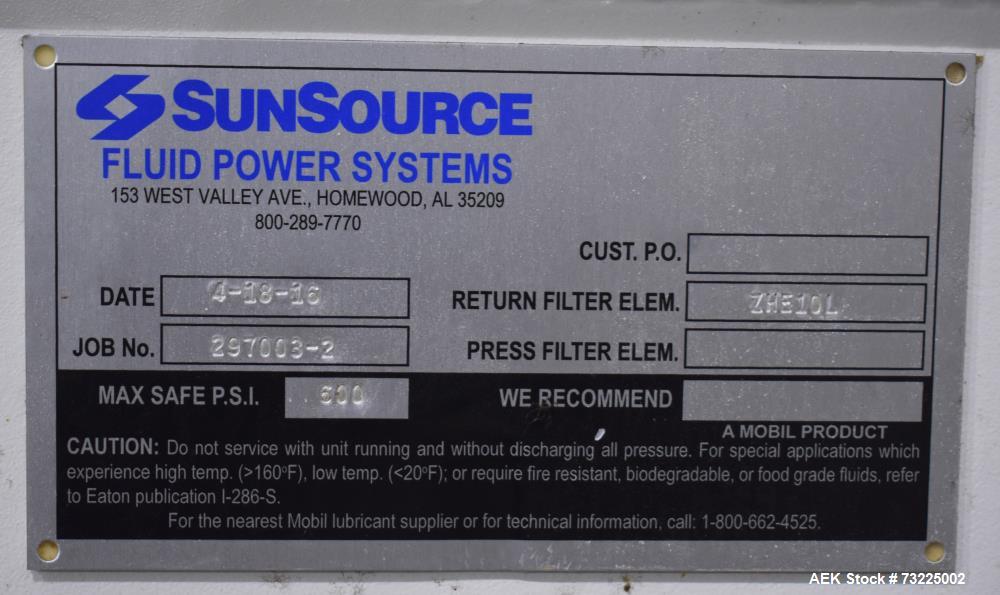 SUNSOURCE
FLUID POWER SYSTEMS
153 WEST VALLEY AVE., HOMEWOOD, AL 35209
800-289-7770
CUST. P.O.
DATE 4-18-16
RETURN FILTER ELEM. ZHE10L
JOB No. 297003-2
PRESS FILTER ELEM.
MAX SAFE P.S.I. 600
WE RECOMMEND
A MOBIL PRODUCT
CAUTION: Do not service with unit running and without discharging all pressure. For special applications which
experience high temp. (>160ºF), low temp. (<20ºF); or require fire resistant, biodegradable, or food grade fluids, refer
to Eaton publication I-286-S.
For the nearest Mobil lubricant supplier or for technical information, call: 1-800-662-4525.
AEK Stock # 73225002